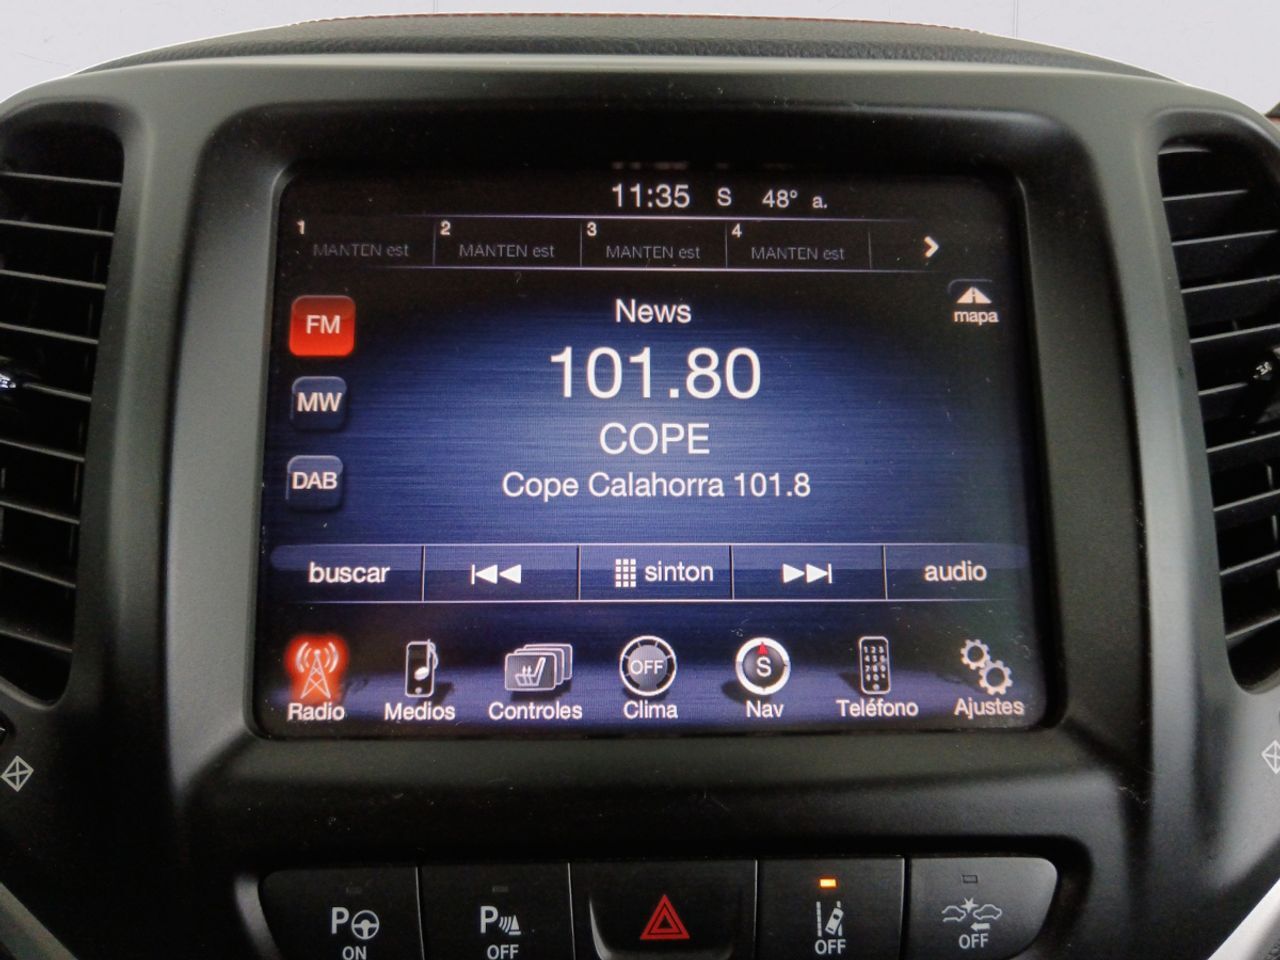 11:35 S 48° a.
1 MANTEN est 2 MANTEN est 3 MANTEN est 4 MANTEN est
mapa
FM
News
101.80
MW
COPE
DAB
Cope Calahorra 101.8
buscar sinton audio
OFF S
Radio Medios Controles Clima Nav Teléfono Ajustes
P P
ON OFF OFF OFF